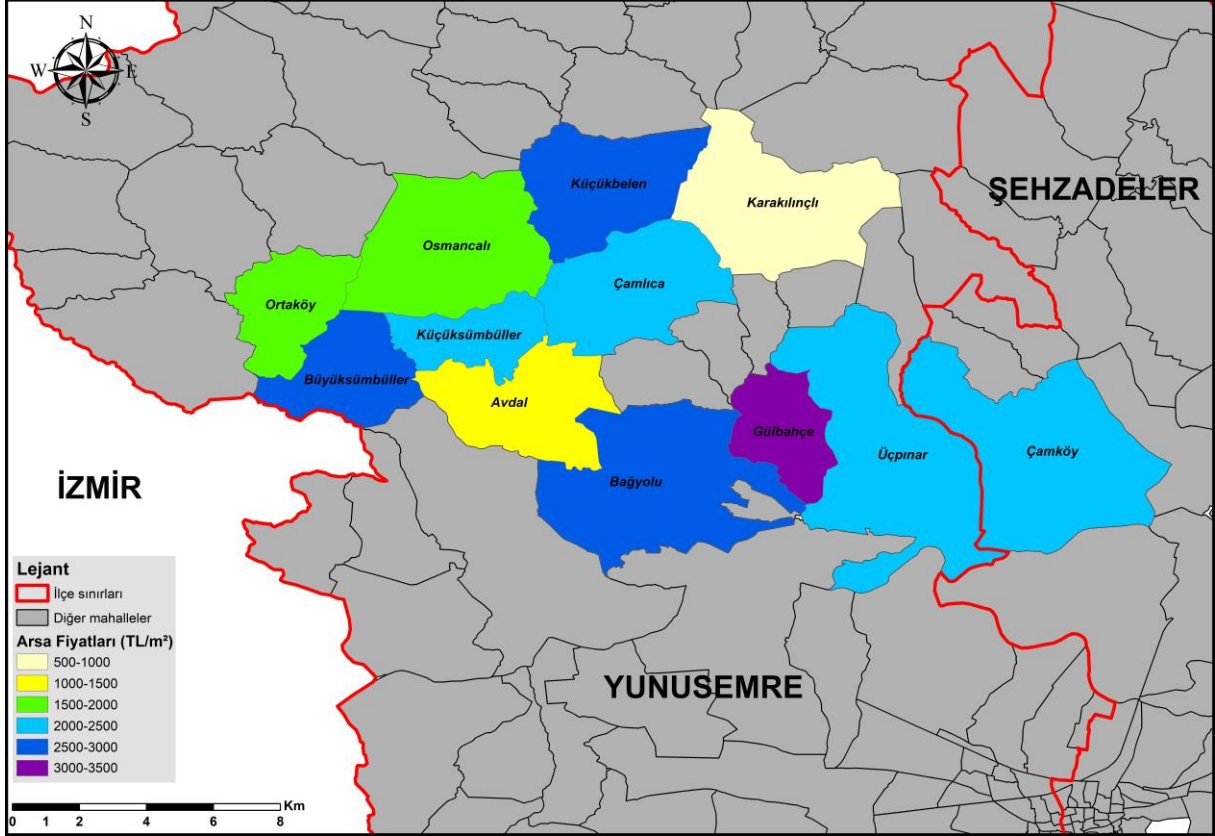 N
W
E
S
Küçükbelen
Karakılınçlı
ŞEHZADELER
Osmancalı
Çamlıca
Ortaköy
Küçüksümbüller
Büyüksümbüller
Avdal
Gülbahçe
Üçpınar
Çamköy
Bağyolu
İZMİR
YUNUSEMRE
Lejant
İlçe sınırları
Diğer mahalleler
Arsa Fiyatları (TL/m²)
500-1000
1000-1500
1500-2000
2000-2500
2500-3000
3000-3500
Km
0 1 2 4 6 8